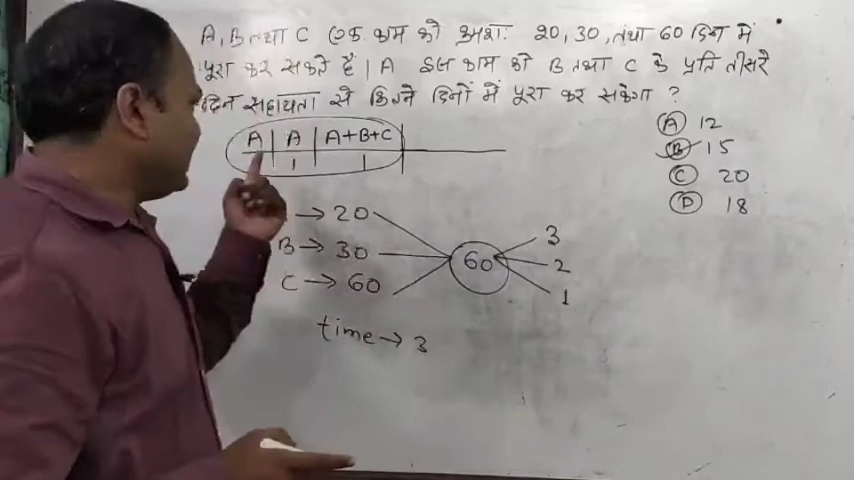 A, B तथा C एक काम को क्रमशः 20, 30, तथा 60 दिन में
पूरा कर सकते हैं | A इस काम को B तथा C के प्रति तीसरे
दिन सहायता से कितने दिनों में पूरा कर सकेगा ?
A | A | A+B+C
1 | 1
(A) 12
(B) 15
(C) 20
(D) 18
→ 20
B → 30
C → 60
60
3
2
1
time → 3